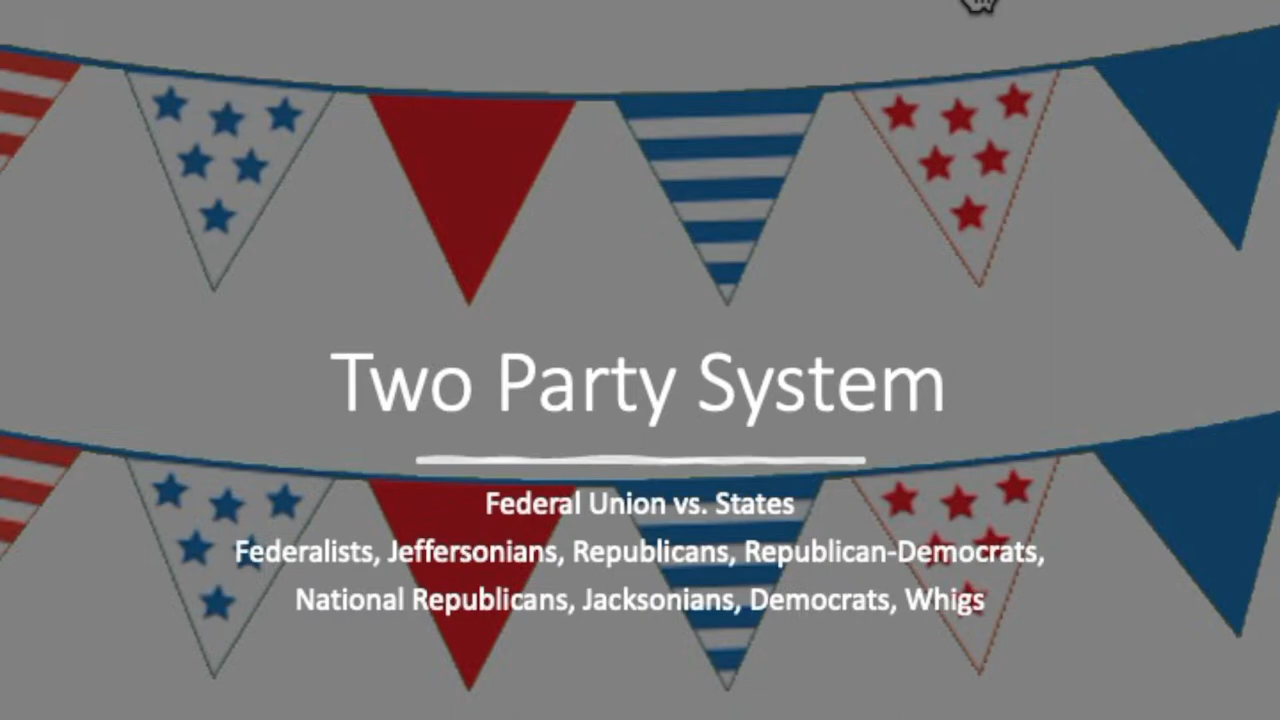 Two Party System
Federal Union vs. States
Federalists, Jeffersonians, Republicans, Republican-Democrats,
National Republicans, Jacksonians, Democrats, Whigs